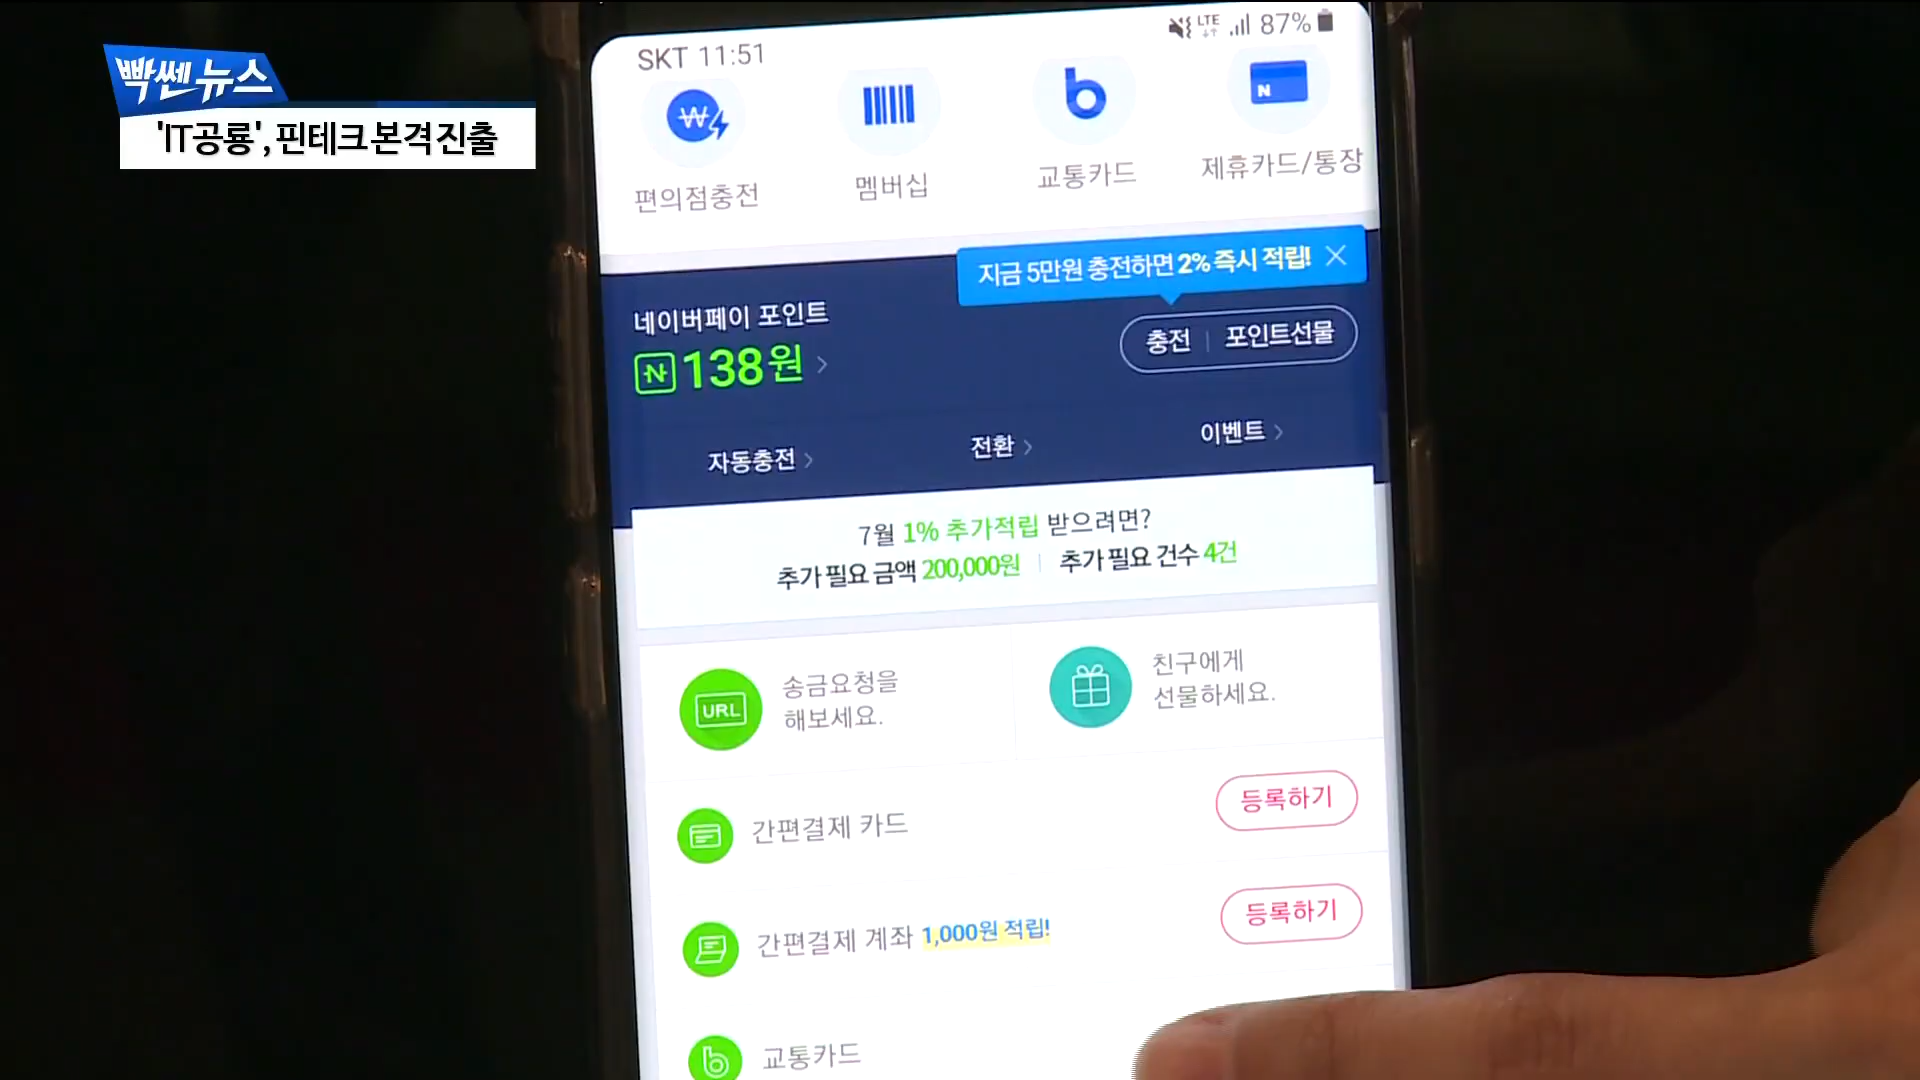 빡쎈뉴스
'IT공룡', 핀테크 본격 진출
SKT 11:51
LTE 87%
N
편의점충전
멤버십
교통카드
제휴카드/통장
지금 5만원 충전하면 2% 즉시 적립!
네이버페이 포인트
N 138원
충전 | 포인트선물
자동충전
전환
이벤트
7월 1% 추가적립 받으려면?
추가 필요 금액 200,000원 | 추가 필요 건수 4건
URL
송금요청을
해보세요.
친구에게
선물하세요.
간편결제 카드
등록하기
간편결제 계좌 1,000원 적립!
등록하기
교통카드